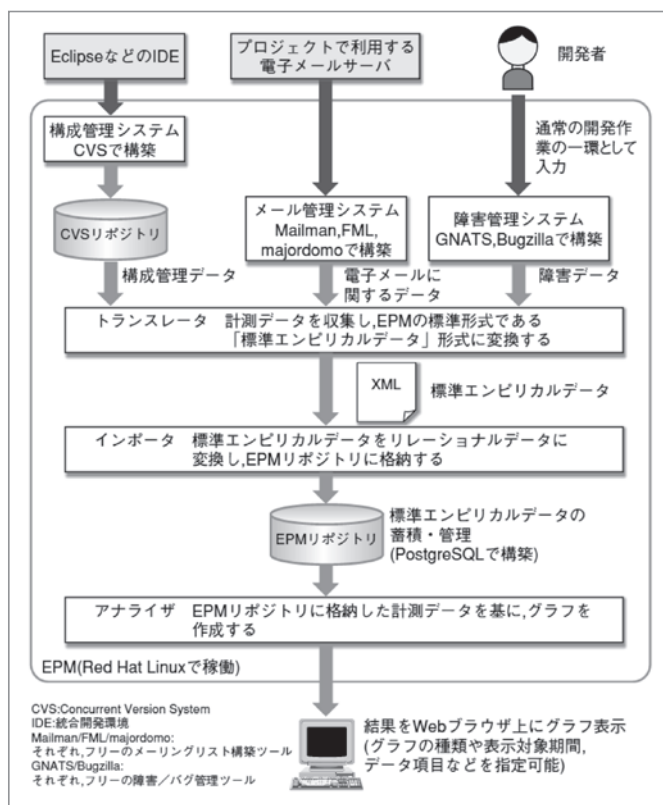 EclipseなどのIDE
プロジェクトで利用する
電子メールサーバ
開発者
構成管理システム
CVSで構築
通常の開発作
業の一環として
入力
CVSリポジトリ
メール管理システム
Mailman,FML,
majordomoで構築
障害管理システム
GNATS,Bugzillaで構築
構成管理データ
電子メールに
関するデータ
障害データ
トランスレータ 計測データを収集し,EPMの標準形式である
「標準エンピリカルデータ」形式に変換する
XML
標準エンピリカルデータ
インポータ 標準エンピリカルデータをリレーショナルデータに
変換し,EPMリポジトリに格納する
EPMリポジトリ
標準エンピリカルデータの
蓄積・管理
(PostgreSQLで構築)
アナライザ EPMリポジトリに格納した計測データを基に,グラフを
作成する
EPM(Red Hat Linuxで稼働)
CVS:Concurrent Version System
IDE:統合開発環境
Mailman/FML/majordomo:
それぞれ,フリーのメーリングリスト構築ツール
GNATS/Bugzilla:
それぞれ,フリーの障害/バグ管理ツール
結果をWebブラウザ上にグラフ表示
(グラフの種類や表示対象期間,
データ項目などを指定可能)